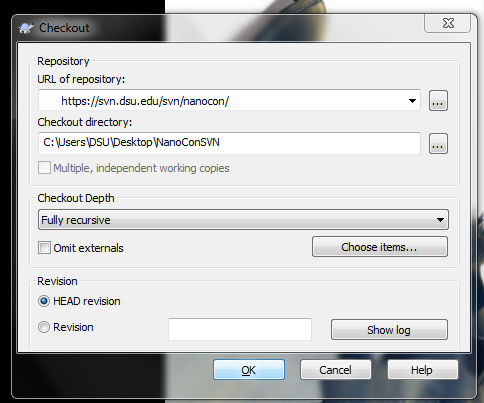 Checkout
Repository
URL of repository:
https://svn.dsu.edu/svn/nanocon/
...
Checkout directory:
C:\Users\DSU\Desktop\NanoConSVN
...
Multiple, independent working copies
Checkout Depth
Fully recursive
Omit externals
Choose items...
Revision
HEAD revision
Revision
Show log
OK
Cancel
Help